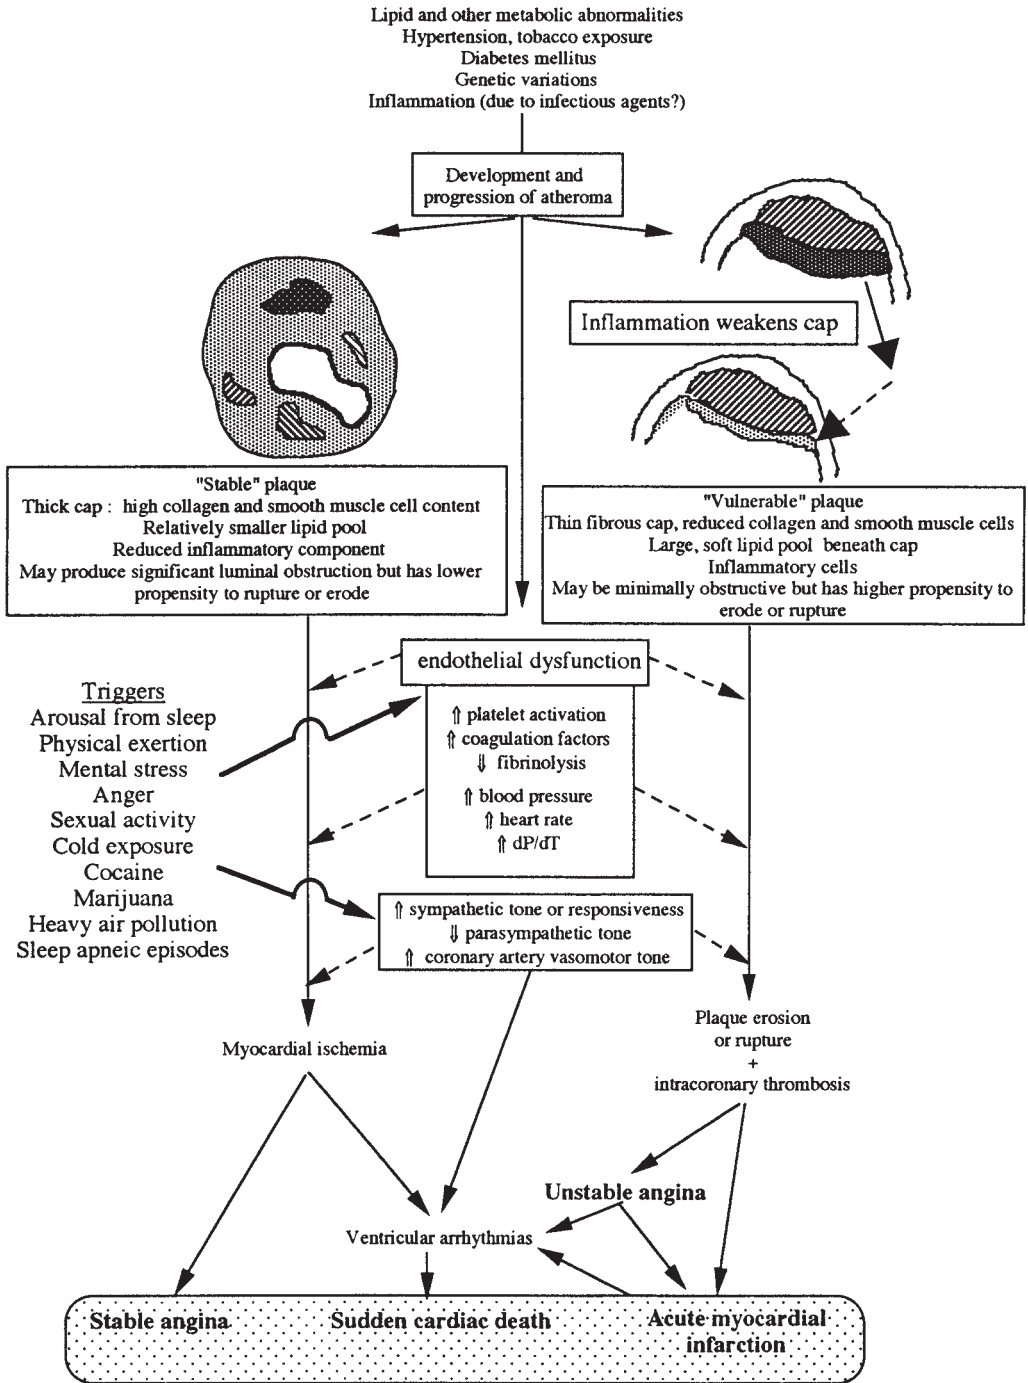 Lipid and other metabolic abnormalities
Hypertension, tobacco exposure
Diabetes mellitus
Genetic variations
Inflammation (due to infectious agents?)
Development and
progression of atheroma
Inflammation weakens cap
"Stable" plaque
Thick cap : high collagen and smooth muscle cell content
Relatively smaller lipid pool
Reduced inflammatory component
May produce significant luminal obstruction but has lower
propensity to rupture or erode
"Vulnerable" plaque
Thin fibrous cap, reduced collagen and smooth muscle cells
Large, soft lipid pool beneath cap
Inflammatory cells
May be minimally obstructive but has higher propensity to
erode or rupture
endothelial dysfunction
⇑ platelet activation
⇑ coagulation factors
⇓ fibrinolysis
⇑ blood pressure
⇑ heart rate
⇑ dP/dT
Triggers
Arousal from sleep
Physical exertion
Mental stress
Anger
Sexual activity
Cold exposure
Cocaine
Marijuana
Heavy air pollution
Sleep apneic episodes
⇑ sympathetic tone or responsiveness
⇓ parasympathetic tone
⇑ coronary artery vasomotor tone
Myocardial ischemia
Plaque erosion
or rupture
+
intracoronary thrombosis
Unstable angina
Ventricular arrhythmias
Stable angina
Sudden cardiac death
Acute myocardial
infarction